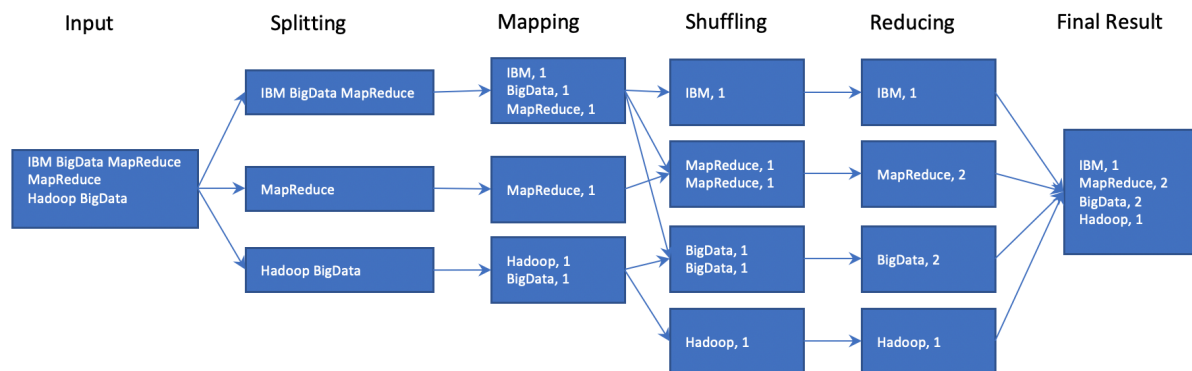 Input
Splitting
Mapping
Shuffling
Reducing
Final Result
IBM BigData MapReduce
MapReduce
Hadoop BigData
IBM BigData MapReduce
MapReduce
Hadoop BigData
IBM, 1
BigData, 1
MapReduce, 1
MapReduce, 1
Hadoop, 1
BigData, 1
IBM, 1
MapReduce, 1
MapReduce, 1
BigData, 1
BigData, 1
Hadoop, 1
IBM, 1
MapReduce, 2
BigData, 2
Hadoop, 1
IBM, 1
MapReduce, 2
BigData, 2
Hadoop, 1